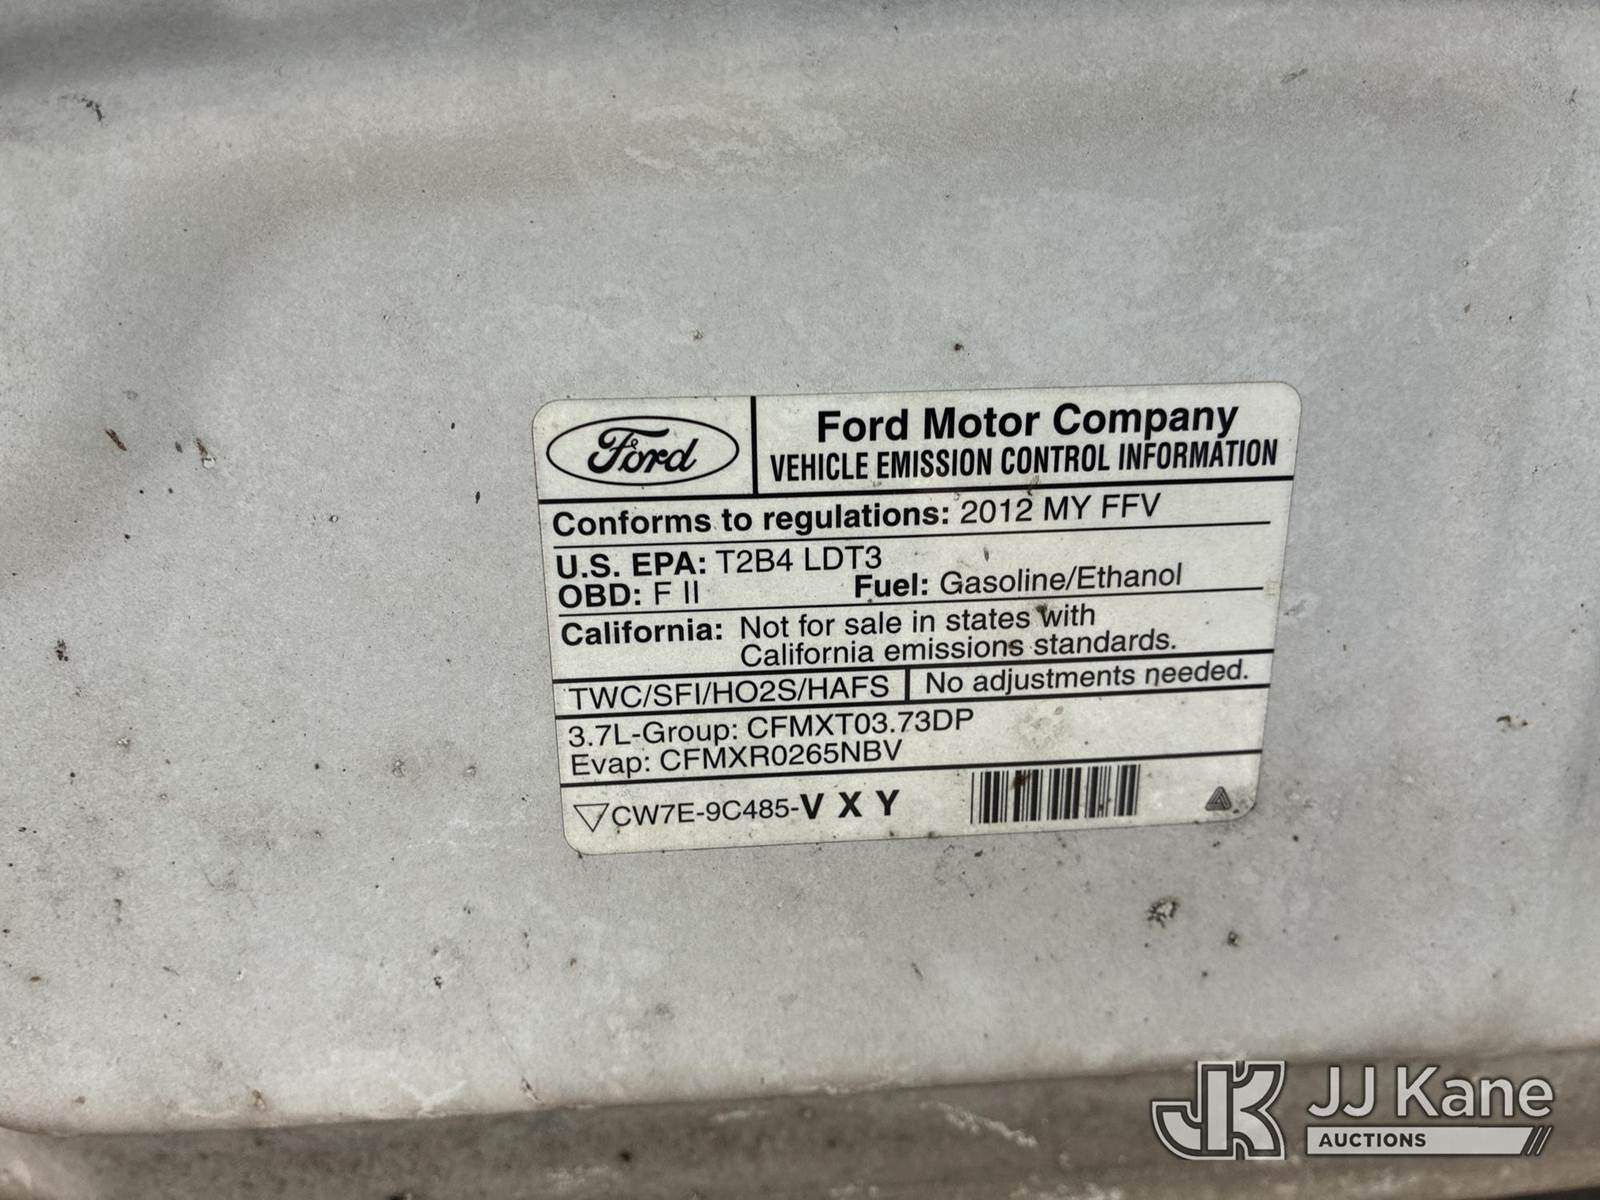 Ford
Ford Motor Company
VEHICLE EMISSION CONTROL INFORMATION
Conforms to regulations: 2012 MY FFV
U.S. EPA: T2B4 LDT3
OBD: F II Fuel: Gasoline/Ethanol
California: Not for sale in states with
California emissions standards.
TWC/SFI/HO2S/HAFS No adjustments needed.
3.7L-Group: CFMXT03.73DP
Evap: CFMXR0265NBV
CW7E-9C485-V X Y
JK JJ Kane
AUCTIONS